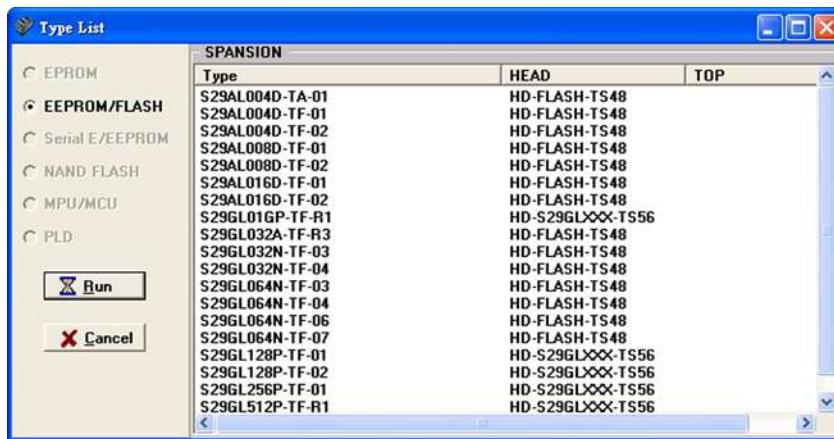 Type List
EPROM
EEPROM/FLASH
Serial E/EEPROM
NAND FLASH
MPU/MCU
PLD
Run
Cancel
SPANSION
Type HEAD TOP
S29AL004D-TA-01 HD-FLASH-TS48
S29AL004D-TF-01 HD-FLASH-TS48
S29AL004D-TF-02 HD-FLASH-TS48
S29AL008D-TF-01 HD-FLASH-TS48
S29AL008D-TF-02 HD-FLASH-TS48
S29AL016D-TF-01 HD-FLASH-TS48
S29AL016D-TF-02 HD-FLASH-TS48
S29GL01GP-TF-R1 HD-S29GLXXX-TS56
S29GL032A-TF-R3 HD-FLASH-TS48
S29GL032N-TF-03 HD-FLASH-TS48
S29GL032N-TF-04 HD-FLASH-TS48
S29GL064N-TF-03 HD-FLASH-TS48
S29GL064N-TF-04 HD-FLASH-TS48
S29GL064N-TF-06 HD-FLASH-TS48
S29GL064N-TF-07 HD-FLASH-TS48
S29GL128P-TF-01 HD-S29GLXXX-TS56
S29GL128P-TF-02 HD-S29GLXXX-TS56
S29GL256P-TF-01 HD-S29GLXXX-TS56
S29GL512P-TF-R1 HD-S29GLXXX-TS56